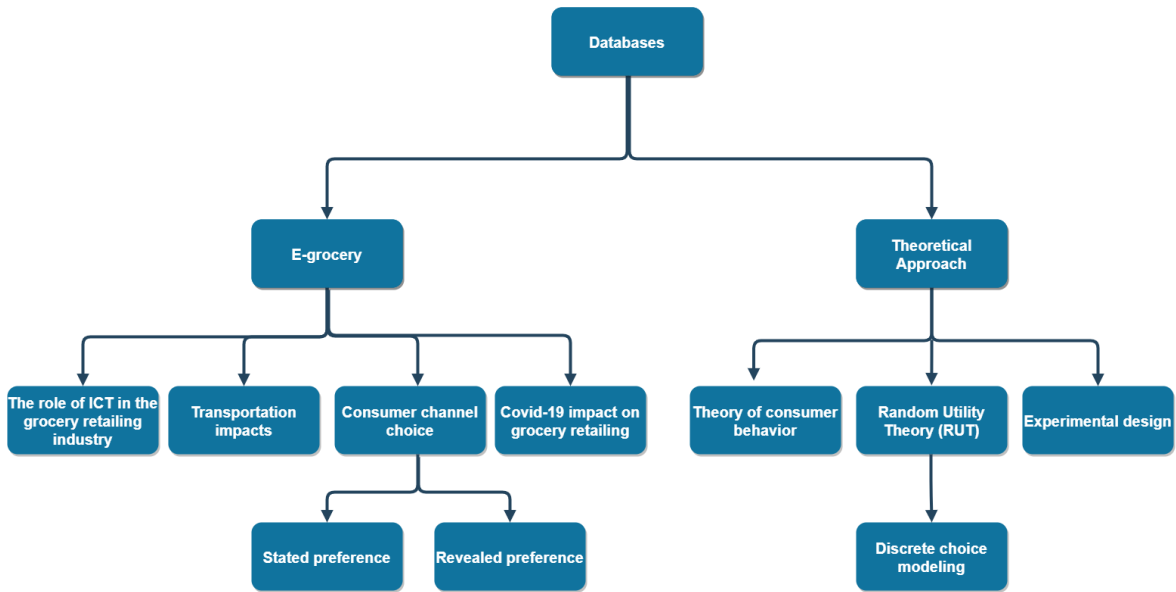 Databases
E-grocery
Theoretical
Approach
The role of ICT in the
grocery retailing
industry
Transportation
impacts
Consumer channel
choice
Covid-19 impact on
grocery retailing
Theory of consumer
behavior
Random Utility
Theory (RUT)
Experimental design
Stated preference
Revealed preference
Discrete choice
modeling